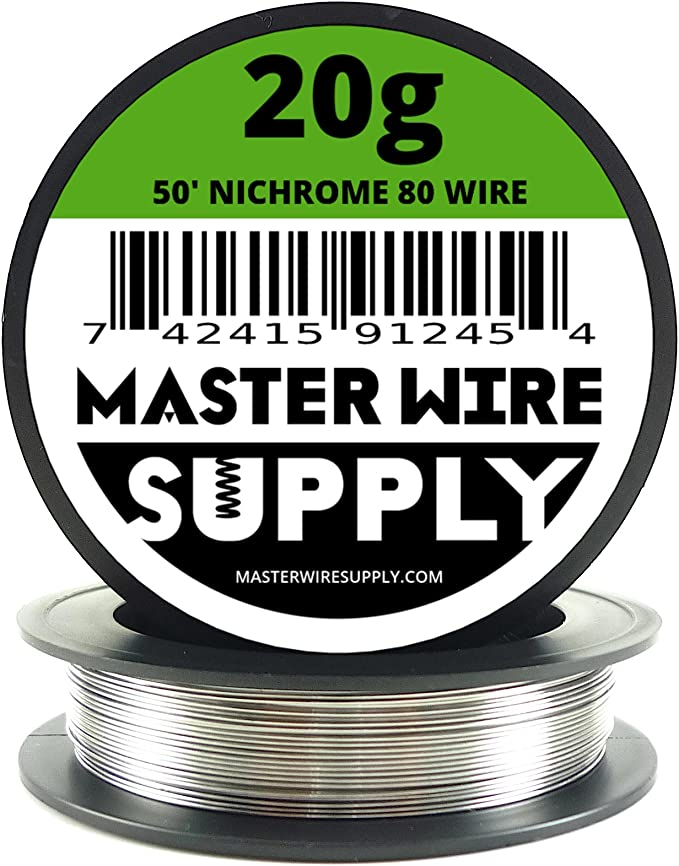 20g
50' NICHROME 80 WIRE
7 42415 91245 4
MASTER WIRE
SUPPLY
MASTERWIRESUPPLY.COM